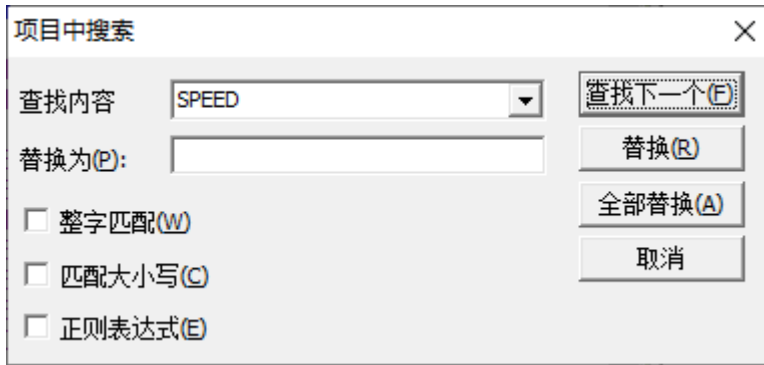 项目中搜索
查找内容 SPEED 查找下一个(F)
替换为(P): 替换(R)
全部替换(A)
整字匹配(W)
取消
匹配大小写(C)
正则表达式(E)